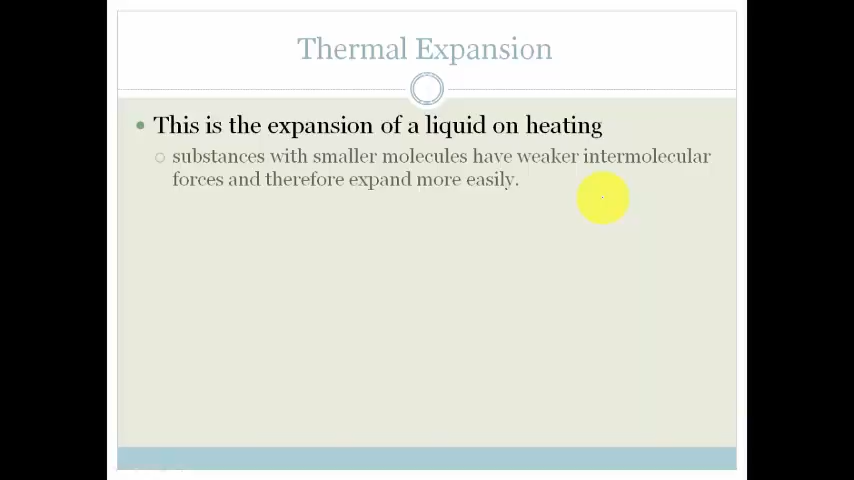 Thermal Expansion
This is the expansion of a liquid on heating
substances with smaller molecules have weaker intermolecular
forces and therefore expand more easily.